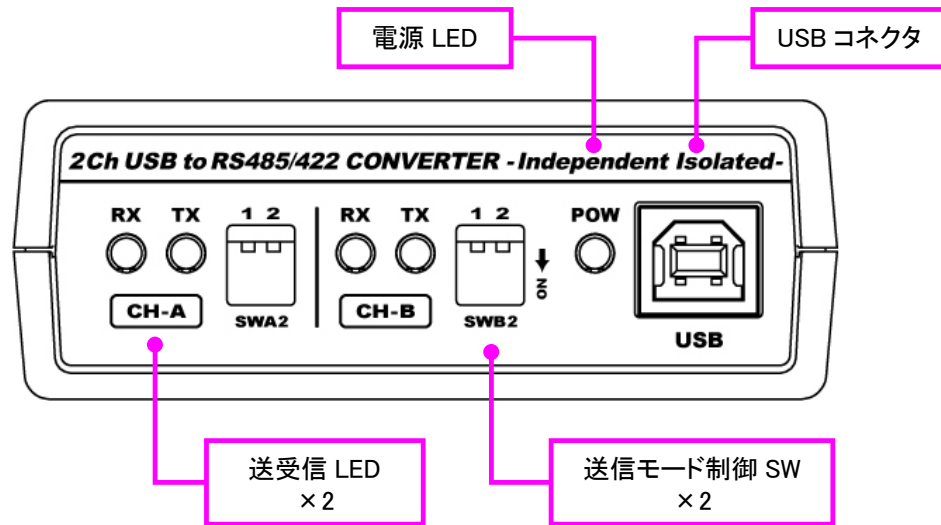 電源 LED
USB コネクタ
2Ch USB to RS485/422 CONVERTER -Independent Isolated-
RX TX 1 2 RX TX 1 2 POW
ON
CH-A SWA2 CH-B SWB2
USB
送受信 LED
×2
送信モード制御 SW
×2